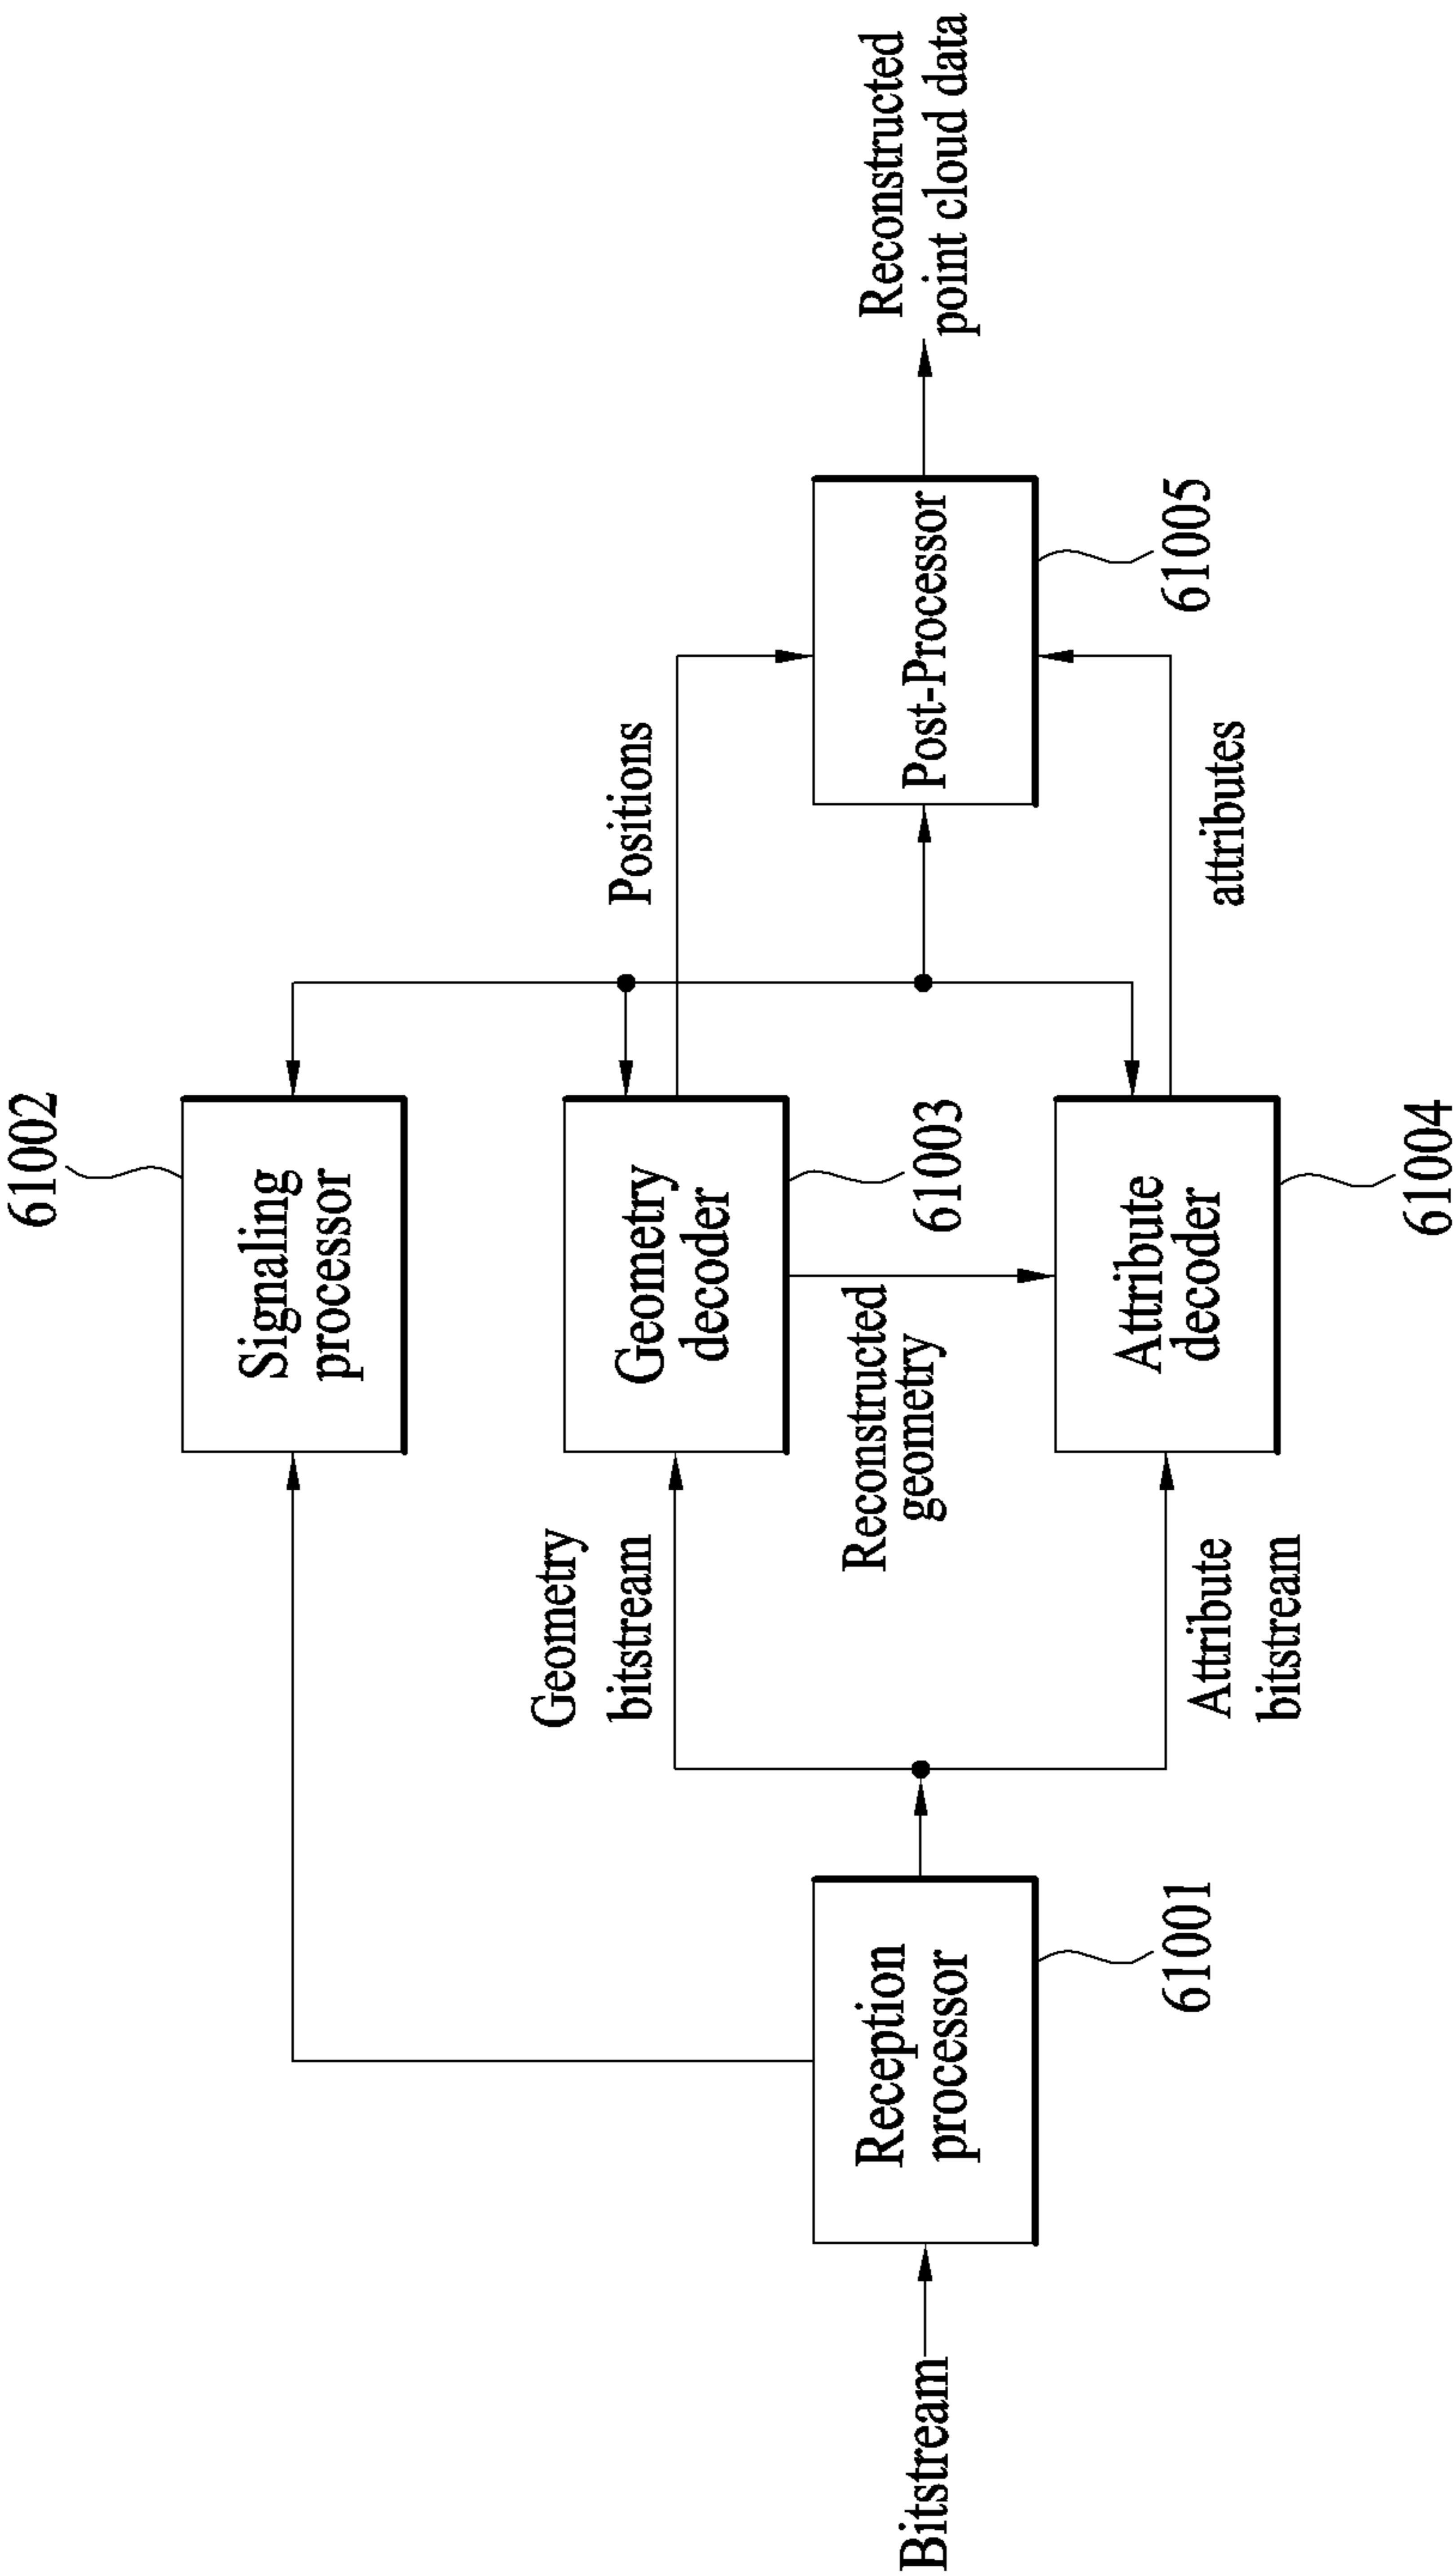 61002
Signaling
processor
Positions
Geometry
bitstream
Geometry
decoder
61003
Reconstructed
geometry
Bitstream
Reception
processor
61001
Post-Processor
61005
Reconstructed
point cloud data
Attribute
bitstream
Attribute
decoder
61004
attributes